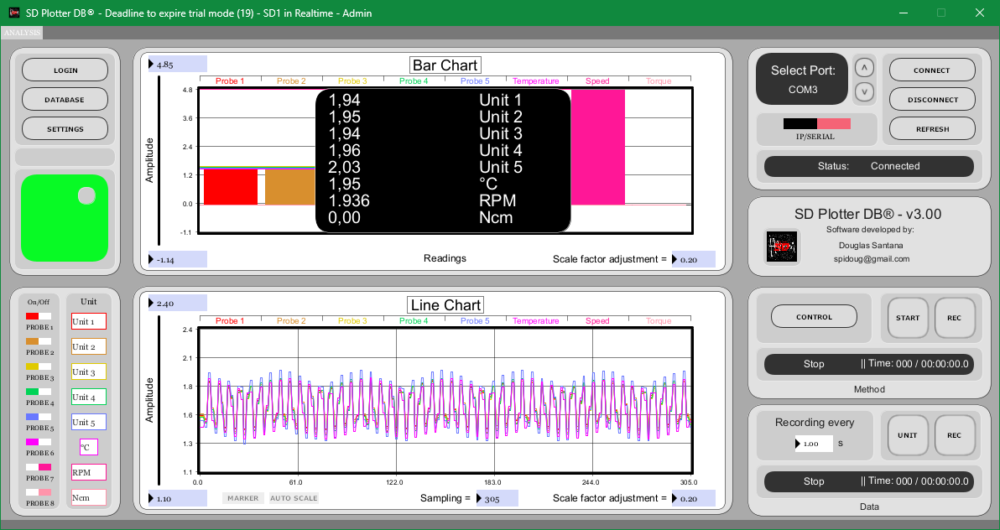 SD Plotter DB® - Deadline to expire trial mode (19) - SD1 in Realtime - Admin
ANALYSIS
LOGIN
DATABASE
SETTINGS
4.85
Bar Chart
Probe 1 Probe 2 Probe 3 Probe 4 Probe 5 Temperature Speed Torque
Amplitude
4.8
3.6
2.4
1.2
0.0
-1.1
1,94 Unit 1
1,95 Unit 2
1,94 Unit 3
1,96 Unit 4
2,03 Unit 5
1,95 °C
1.936 RPM
0,00 Ncm
-1.14
Readings
Scale factor adjustment = 0.20
Select Port:
COM3
IP/SERIAL
CONNECT
DISCONNECT
REFRESH
Status: Connected
SD Plotter DB® - v3.00
Software developed by:
Douglas Santana
spidoug@gmail.com
SD
On/Off Unit
PROBE 1 Unit 1
PROBE 2 Unit 2
PROBE 3 Unit 3
PROBE 4 Unit 4
PROBE 5 Unit 5
PROBE 6 °C
PROBE 7 RPM
PROBE 8 Ncm
2.40
Line Chart
Probe 1 Probe 2 Probe 3 Probe 4 Probe 5 Temperature Speed Torque
Amplitude
2.4
2.1
1.8
1.6
1.3
1.1
0.0 61.0 122.0 183.0 244.0 305.0
1.10
MARKER AUTO SCALE
Sampling = 305
Scale factor adjustment = 0.20
CONTROL
START
REC
Stop || Time: 000 / 00:00:00.0
Method
Recording every
1.00 s
UNIT
REC
Stop || Time: 000 / 00:00:00.0
Data